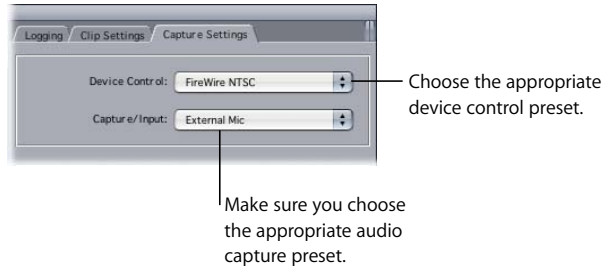 Logging Clip Settings Capture Settings
Device Control: FireWire NTSC
Capture/Input: External Mic
Choose the appropriate
device control preset.
Make sure you choose
the appropriate audio
capture preset.